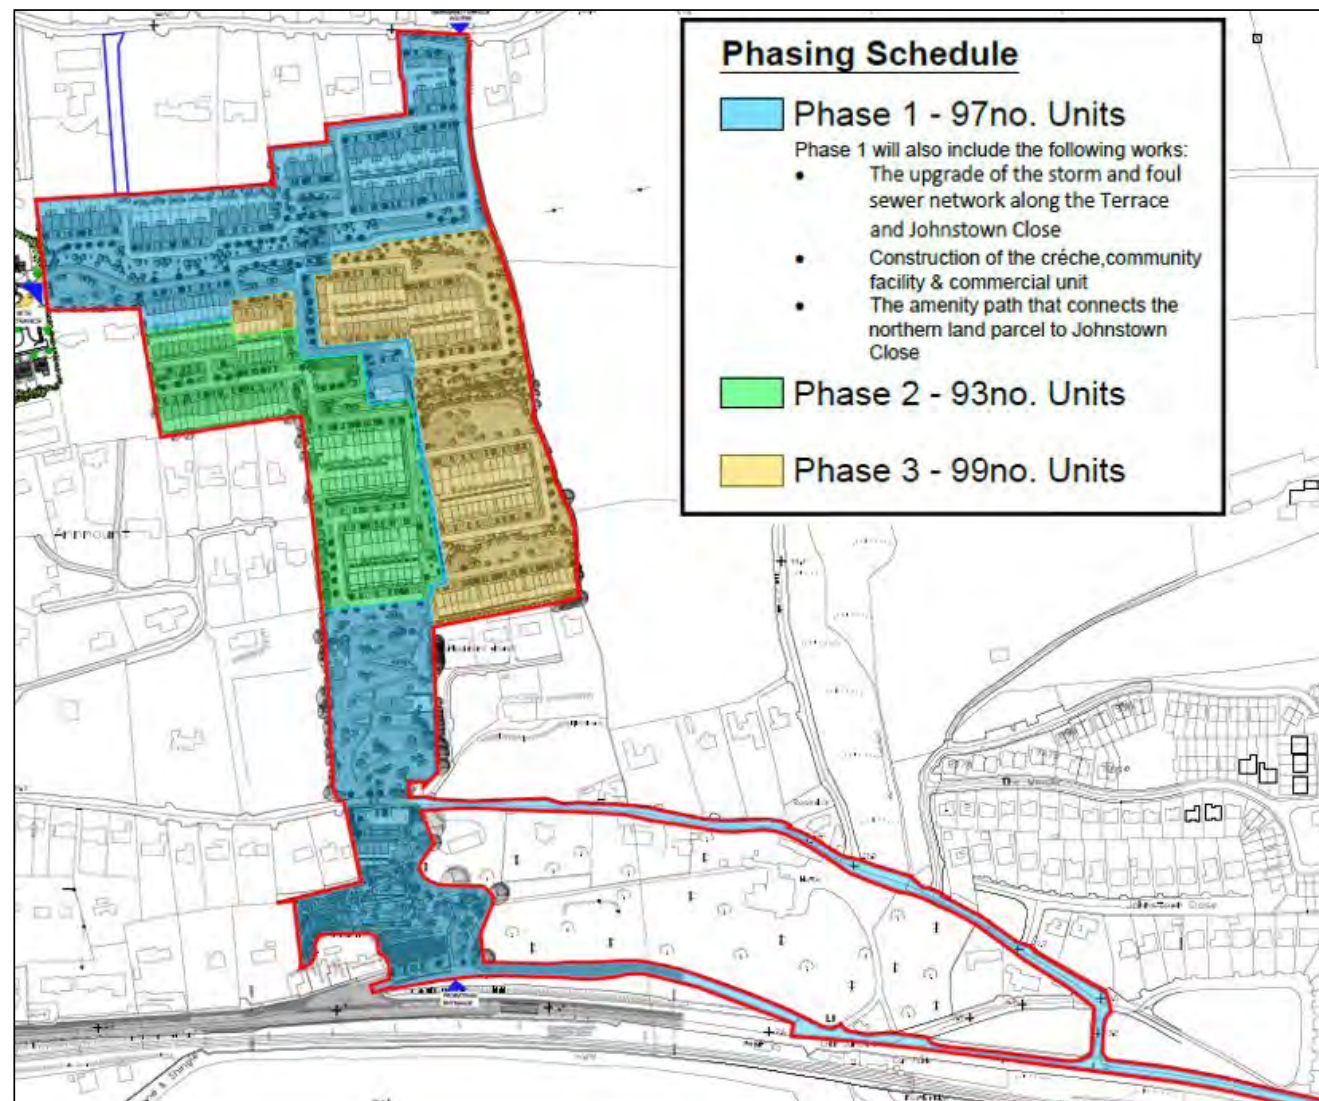 Phasing Schedule
Phase 1 - 97no. Units
Phase 1 will also include the following works:
• The upgrade of the storm and foul
sewer network along the Terrace
and Johnstown Close
• Construction of the créche,community
facility & commercial unit
• The amenity path that connects the
northern land parcel to Johnstown
Close
Phase 2 - 93no. Units
Phase 3 - 99no. Units
Annmount
Johnstown Close